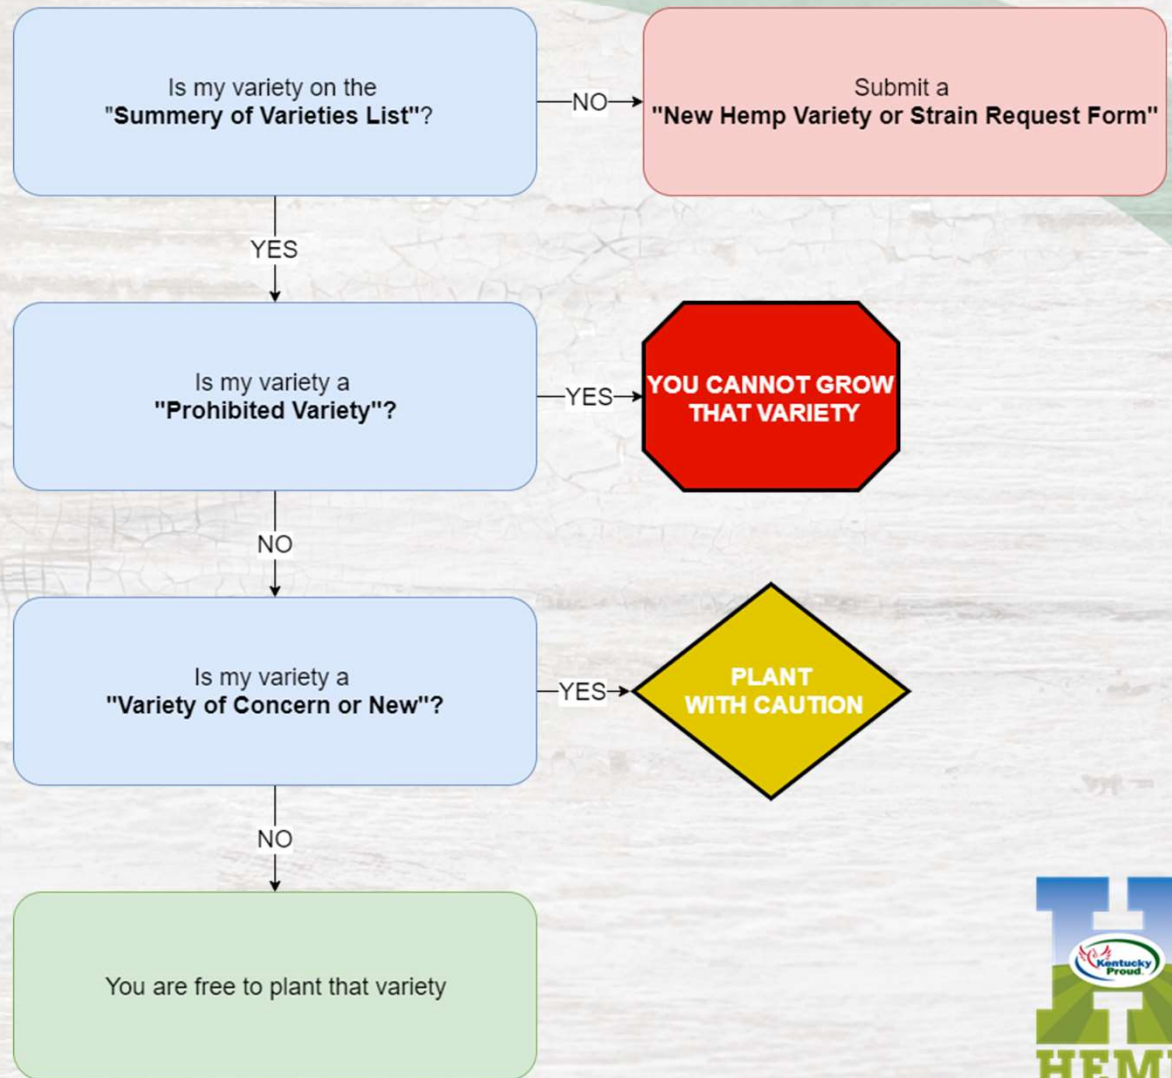 Is my variety on the
"Summery of Varieties List"?
NO
Submit a
"New Hemp Variety or Strain Request Form"
YES
Is my variety a
"Prohibited Variety"?
YES
YOU CANNOT GROW
THAT VARIETY
NO
Is my variety a
"Variety of Concern or New"?
YES
PLANT
WITH CAUTION
NO
You are free to plant that variety
H
Kentucky
Proud.
HEMP